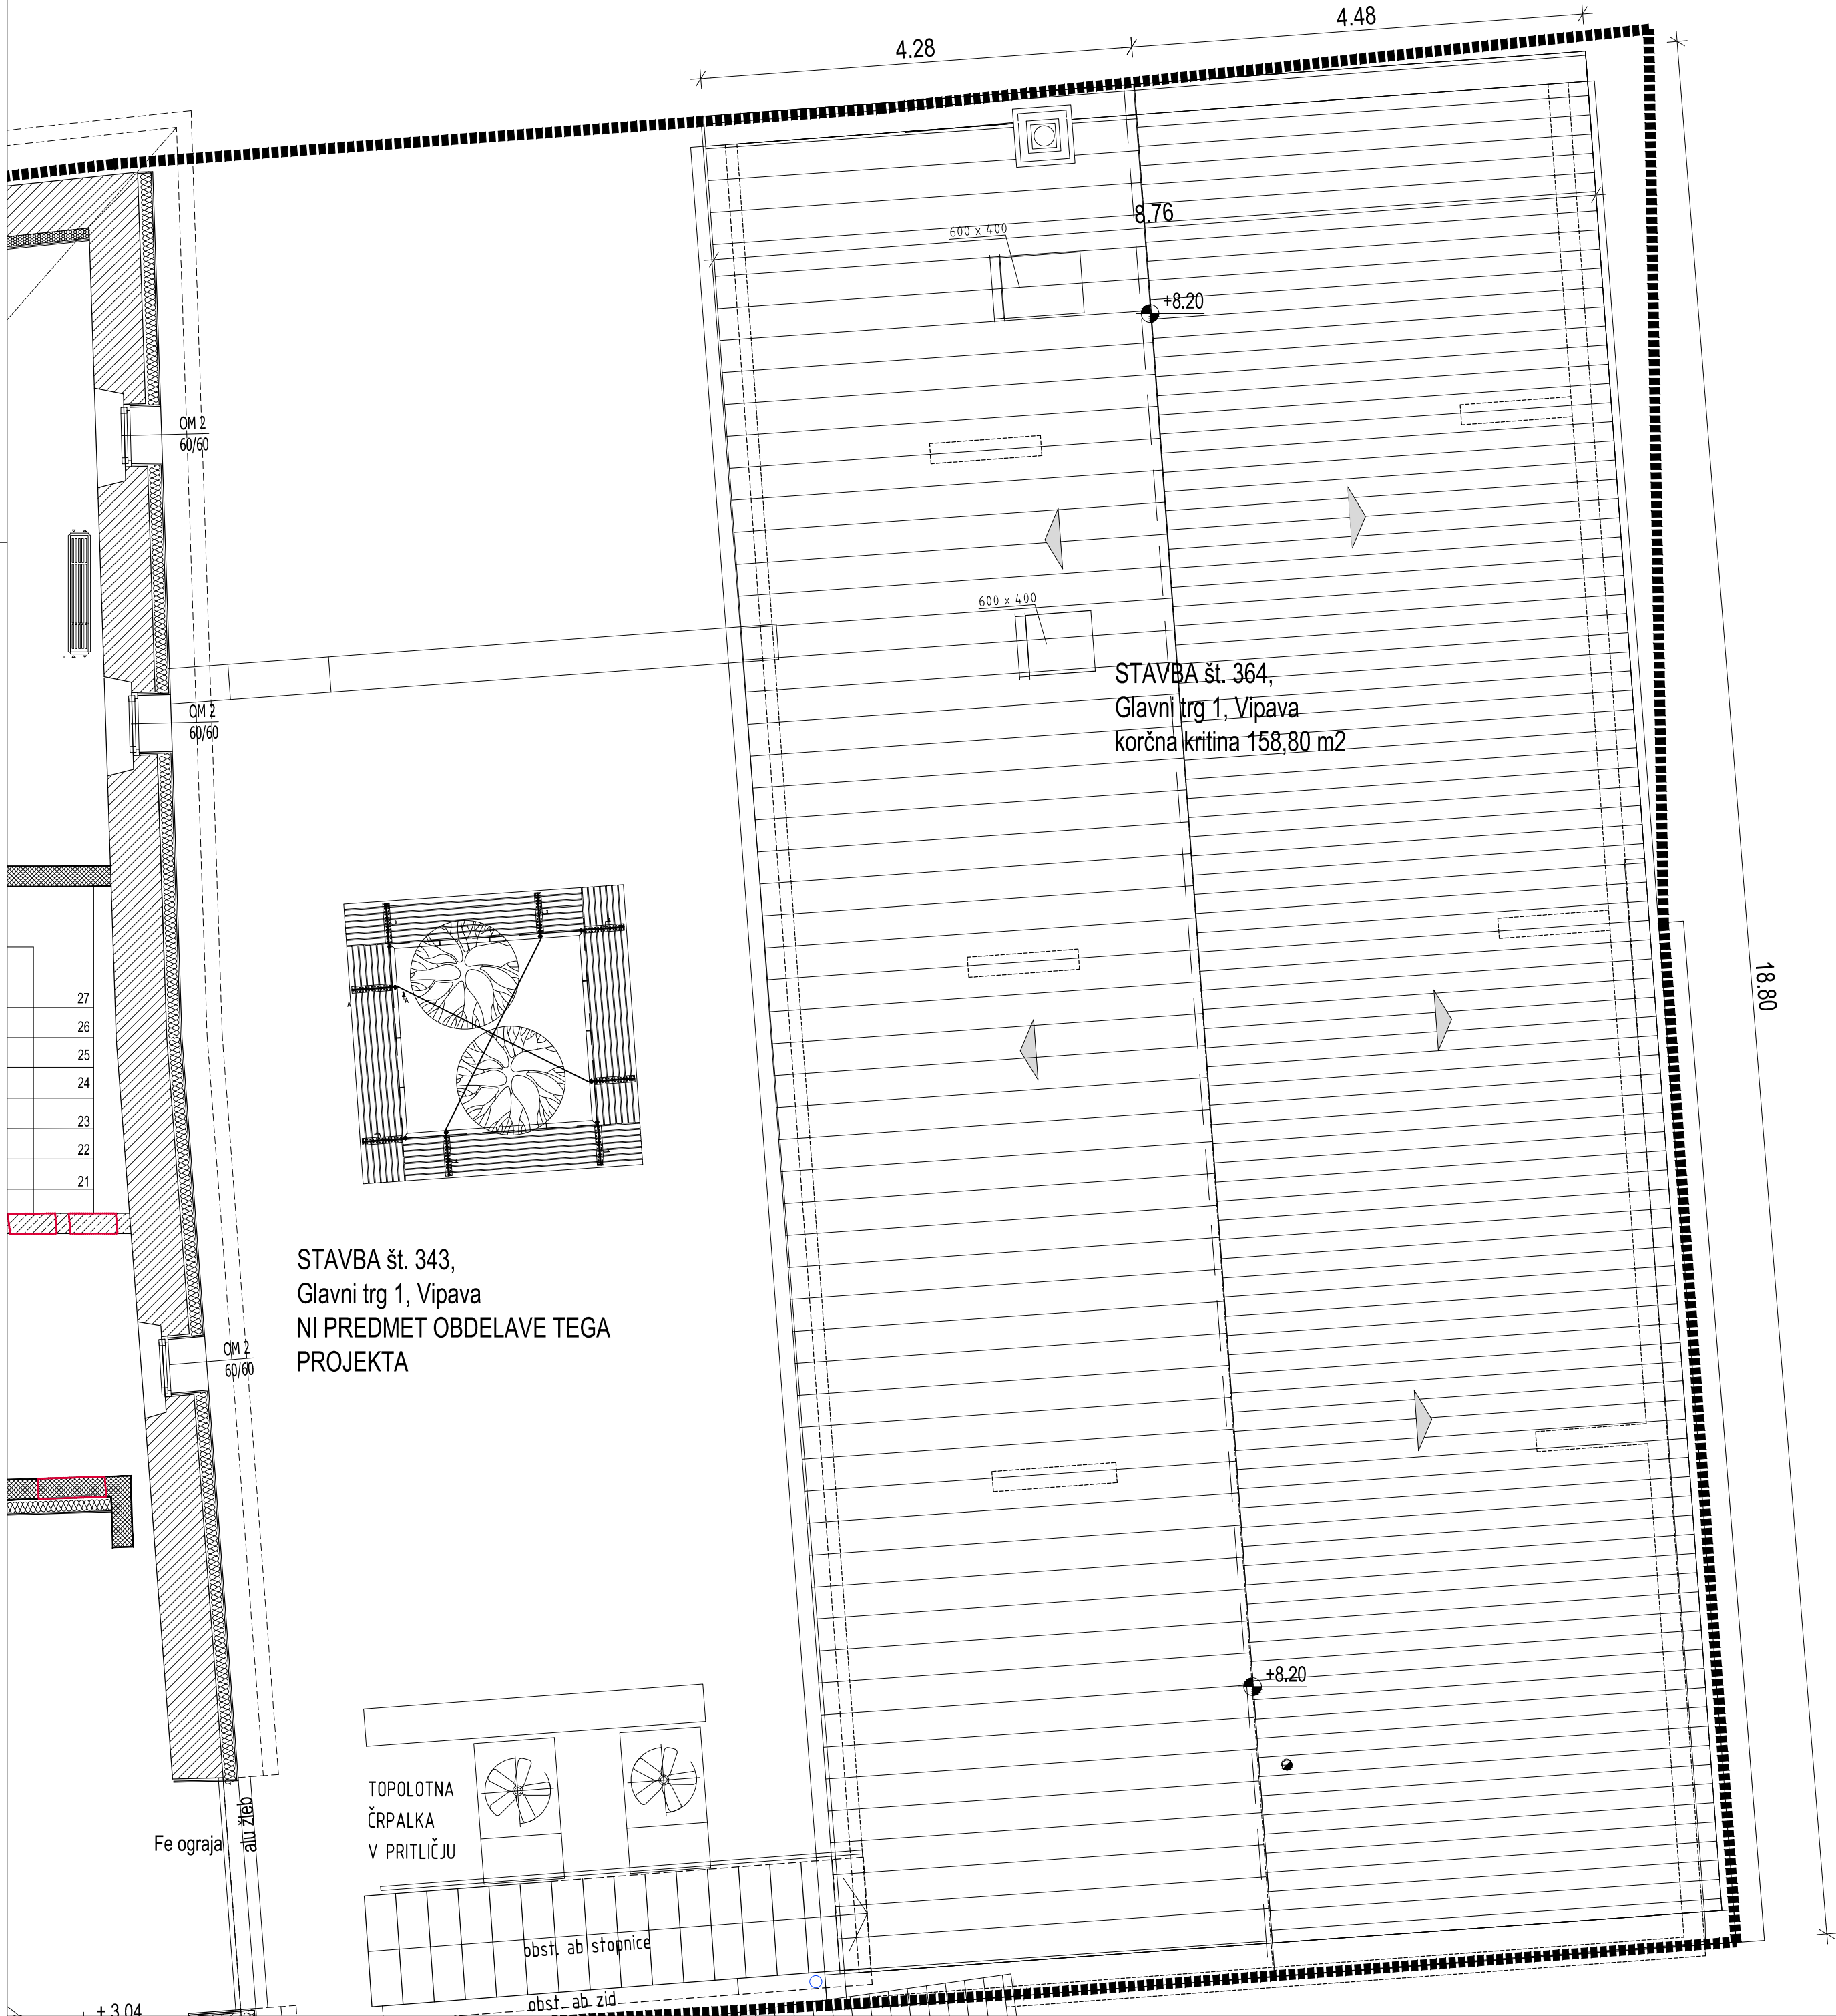 4.28
4.48
8.76
600 x 400
+8.20
OM 2
60/60
600 x 400
STAVBA št. 364,
Glavni trg 1, Vipava
korčna kritina 158,80 m2
OM 2
60/60
18.80
27
26
25
24
23
22
21
STAVBA št. 343,
Glavni trg 1, Vipava
NI PREDMET OBDELAVE TEGA
PROJEKTA
OM 2
60/60
+8.20
TOPOLOTNA
ČRPALKA
V PRITLIČJU
Fe ograja
alu žleb
obst. ab stopnice
obst. ab zid
+ 3.04